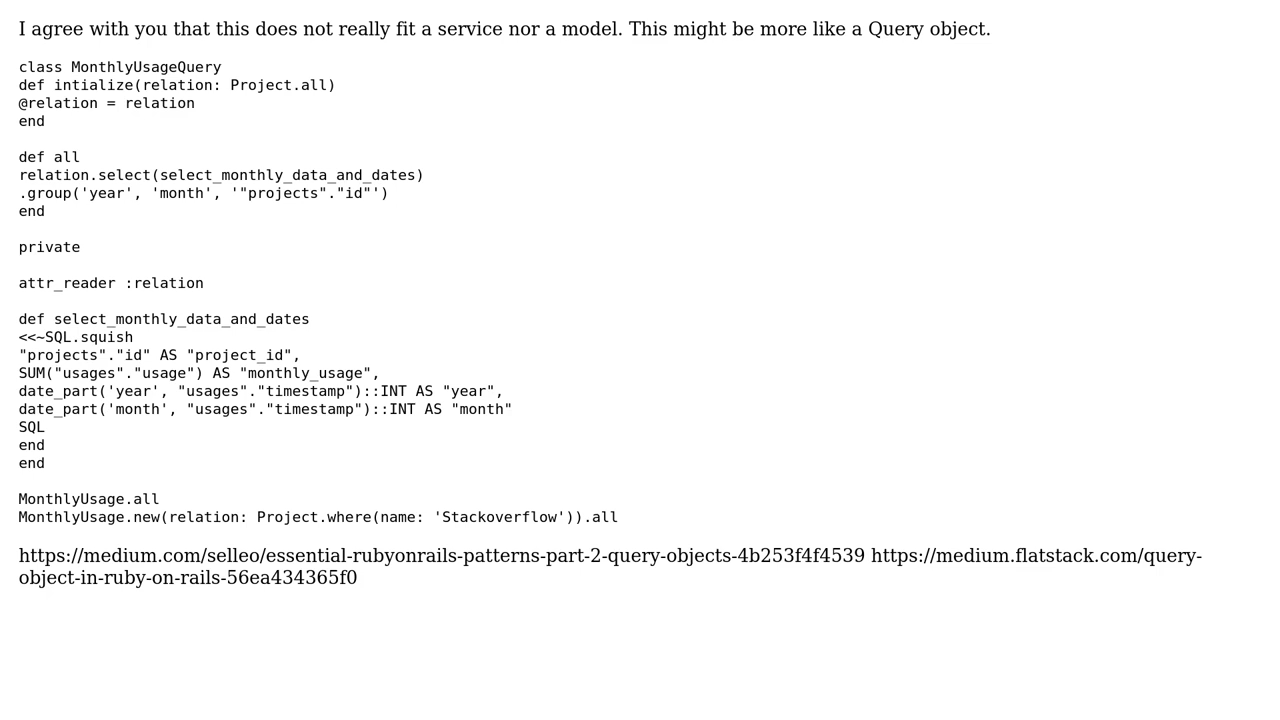 I agree with you that this does not really fit a service nor a model. This might be more like a Query object.
class MonthlyUsageQuery
def intialize(relation: Project.all)
@relation = relation
end

def all
relation.select(select_monthly_data_and_dates)
.group('year', 'month', '"projects"."id"')
end

private

attr_reader :relation

def select_monthly_data_and_dates
<<~SQL.squish
"projects"."id" AS "project_id",
SUM("usages"."usage") AS "monthly_usage",
date_part('year', "usages"."timestamp")::INT AS "year",
date_part('month', "usages"."timestamp")::INT AS "month"
SQL
end
end

MonthlyUsage.all
MonthlyUsage.new(relation: Project.where(name: 'Stackoverflow')).all

https://medium.com/selleo/essential-rubyonrails-patterns-part-2-query-objects-4b253f4f4539 https://medium.flatstack.com/query-
object-in-ruby-on-rails-56ea434365f0